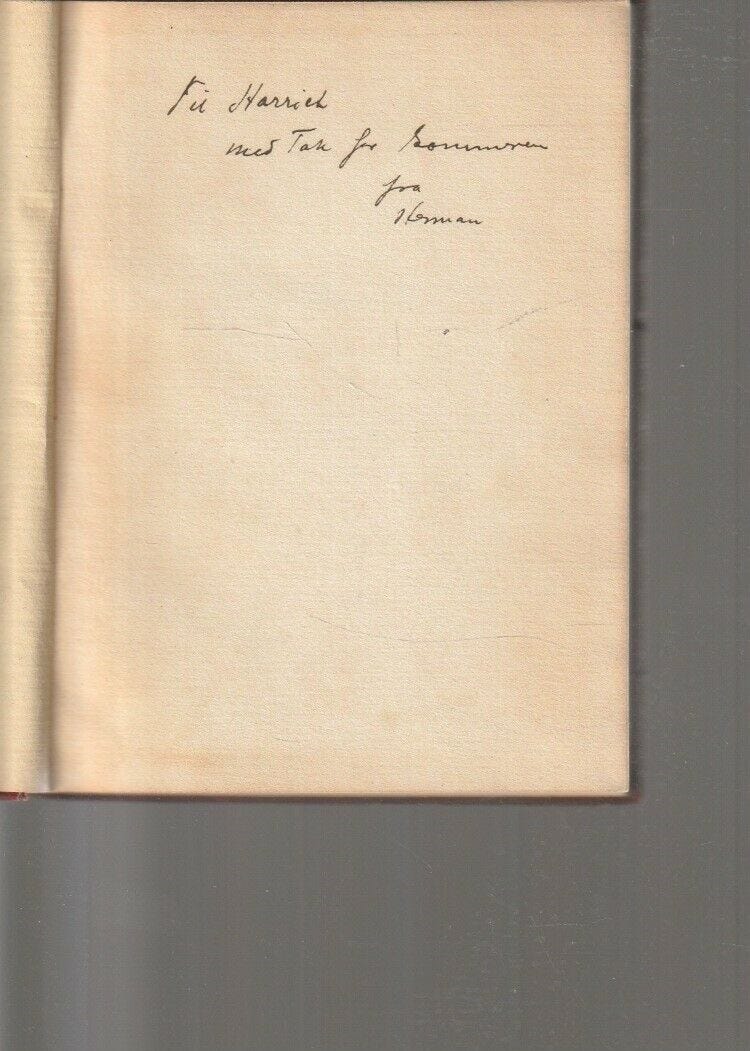 Til Harriet
med Tak for Sommeren
fra
Herman